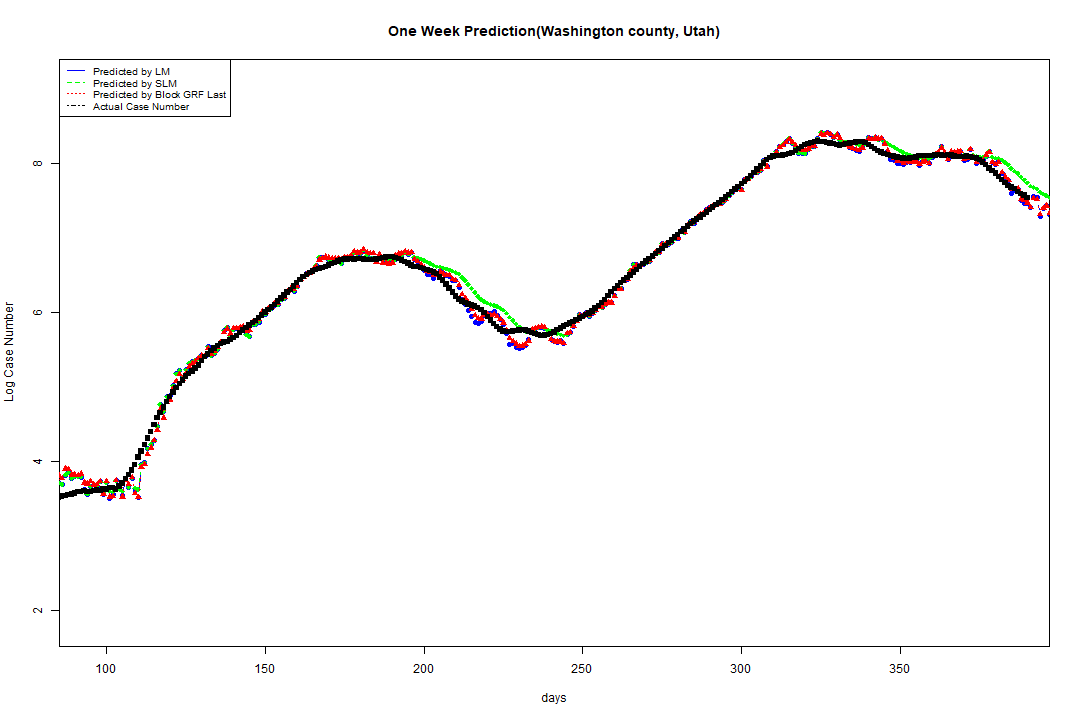 One Week Prediction(Washington county, Utah)
Predicted by LM
Predicted by SLM
Predicted by Block GRF Last
Actual Case Number
8
6
4
2
Log Case Number
100 150 200 250 300 350
days